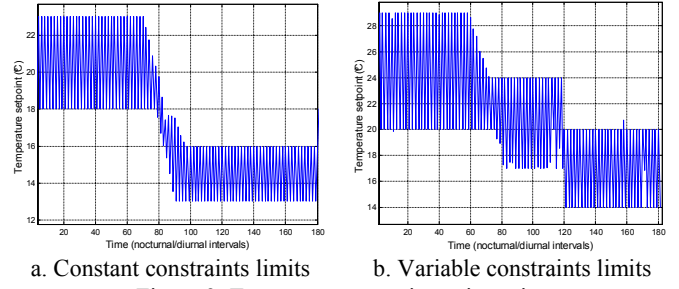 Temperature setpoint (°C)
22
20
18
16
14
12
20 40 60 80 100 120 140 160 180
Time (nocturnal/diurnal intervals)
a. Constant constraints limits
Temperature setpoint (°C)
28
26
24
22
20
18
16
14
20 40 60 80 100 120 140 160 180
Time (nocturnal/diurnal intervals)
b. Variable constraints limits